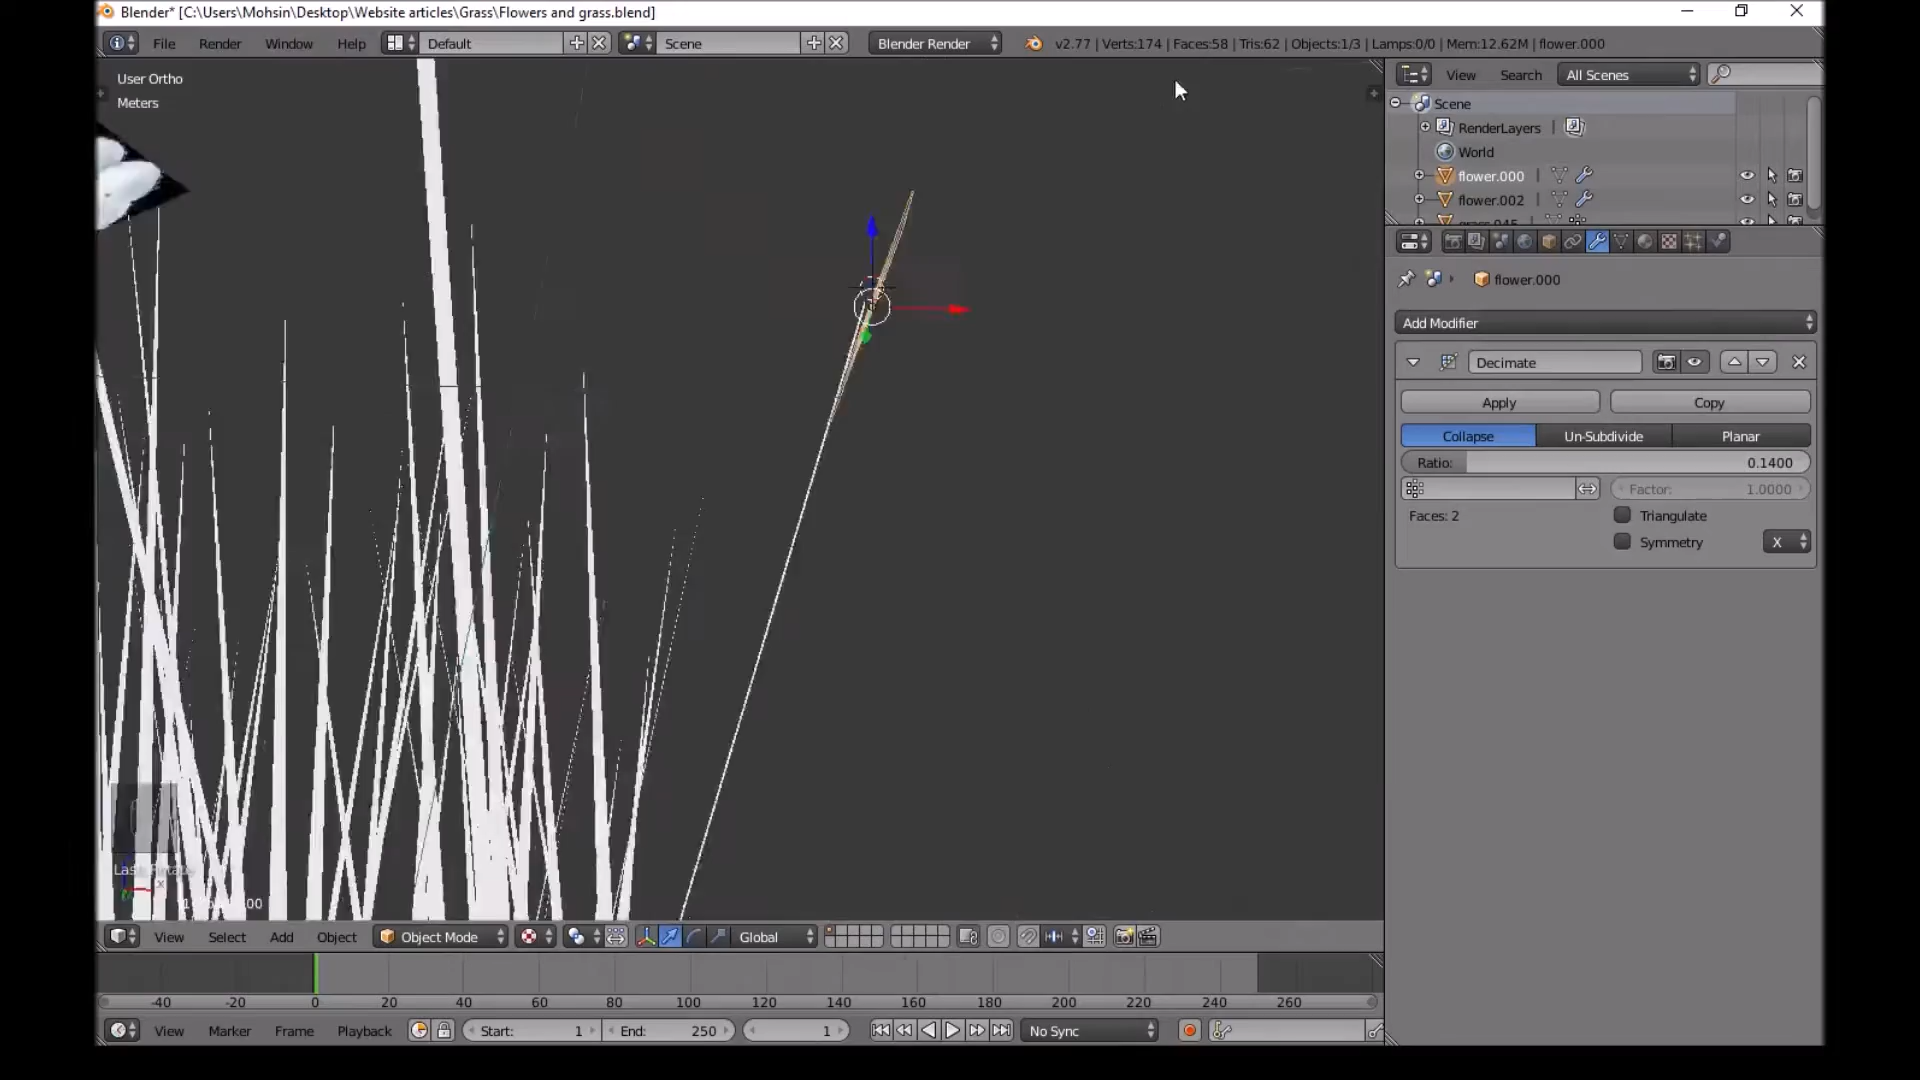 Blender* [C:\Users\Mohsin\Desktop\Website articles\Grass\Flowers and grass.blend]
File Render Window Help Default Scene Blender Render v2.77 | Verts:174 | Faces:58 | Tris:62 | Objects:1/3 | Lamps:0/0 | Mem:12.62M | flower.000
User Ortho
Meters
View Search All Scenes
Scene
RenderLayers
World
flower.000
flower.002
flower.000
Add Modifier
Decimate
Apply Copy
Collapse Un-Subdivide Planar
Ratio: 0.1400
Factor: 1.0000
Faces: 2 Triangulate
Symmetry X
View Select Add Object Object Mode Global
-40 -20 0 20 40 60 80 100 120 140 160 180 200 220 240 260
View Marker Frame Playback Start: 1 End: 250 1 No Sync